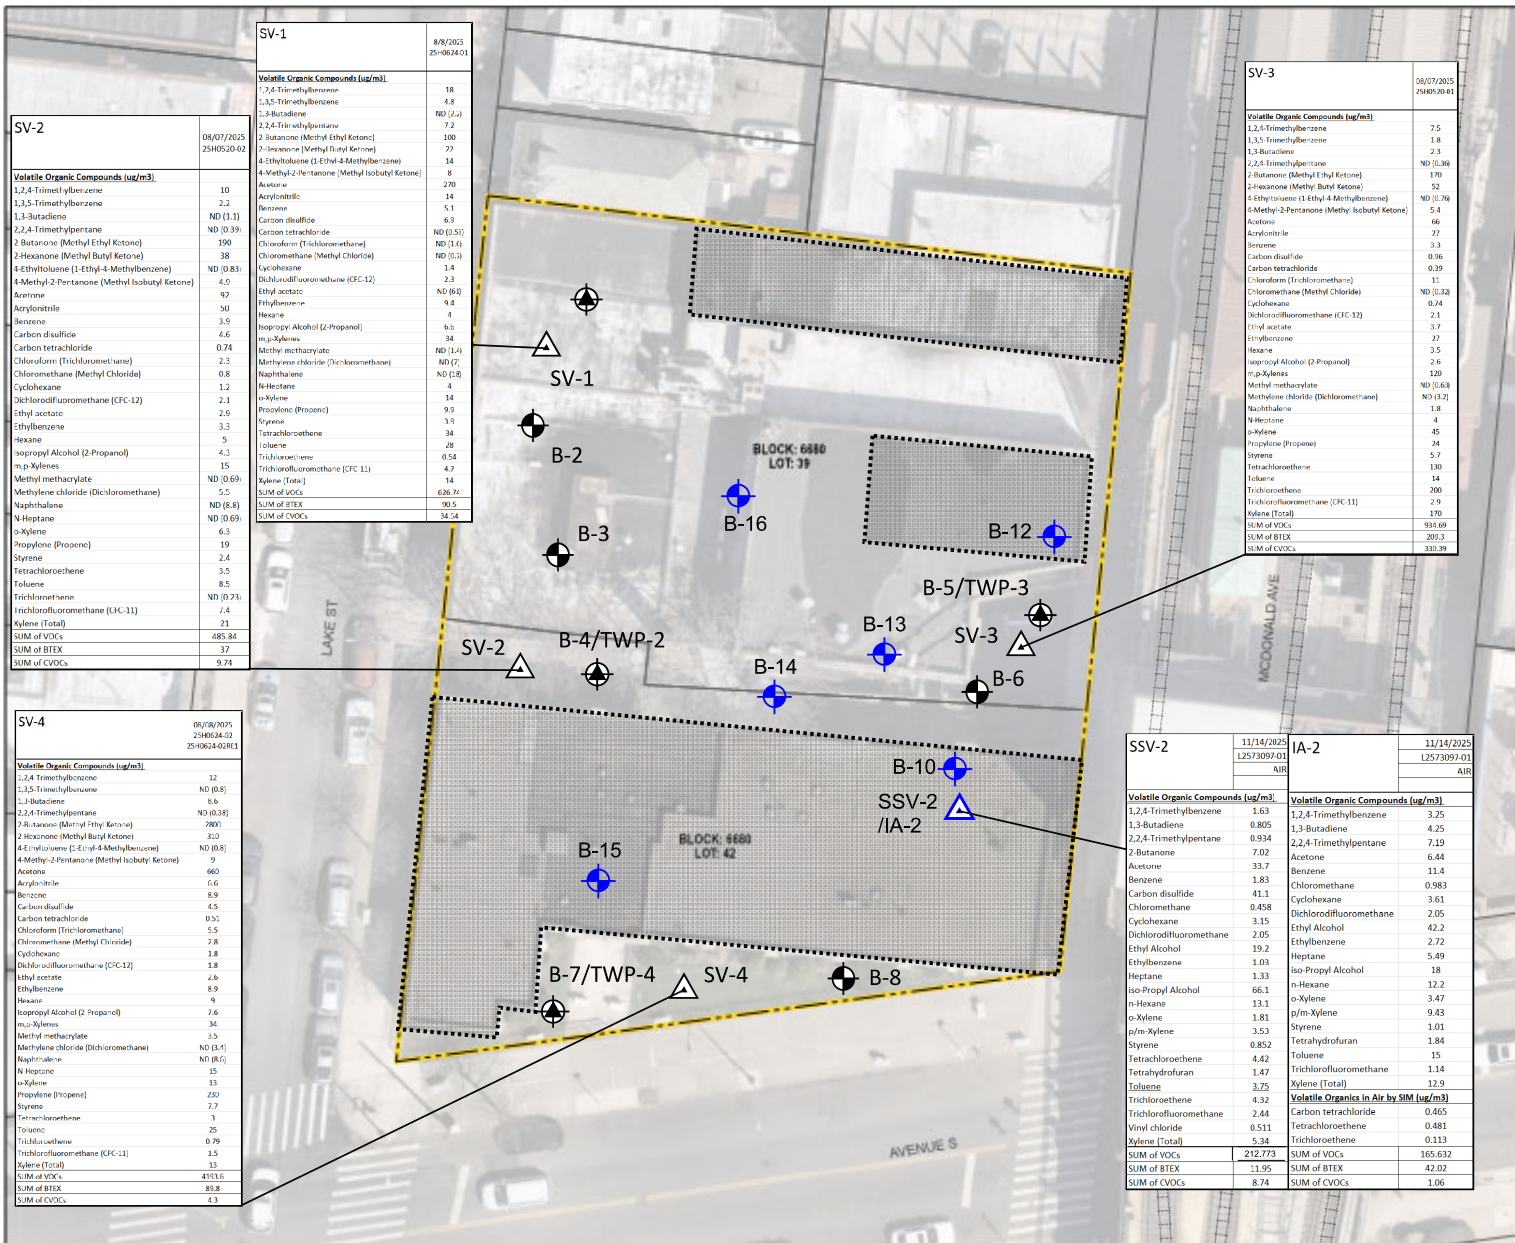 SV-1
8/8/2025
25H0624-01
Volatile Organic Compounds (ug/m3)
1,2,4-Trimethylbenzene 18
1,3,5-Trimethylbenzene 4.8
1,3-Butadiene ND (2.2)
2,2,4-Trimethylpentane 7.2
2-Butanone (Methyl Ethyl Ketone) 100
2-Hexanone (Methyl Butyl Ketone) 22
4-Ethyltoluene (1-Ethyl-4-Methylbenzene) 14
4-Methyl-2-Pentanone (Methyl Isobutyl Ketone) 8
Acetone 270
Acrylonitrile 14
Benzene 5.1
Carbon disulfide 6.9
Carbon tetrachloride ND (0.53)
Chloroform (Trichloromethane) ND (1.0)
Chloromethane (Methyl Chloride) ND (0.7)
Cyclohexane 1.4
Dichlorodifluoromethane (CFC-12) 2.3
Ethyl acetate ND (61)
Ethylbenzene 9.4
Hexane 4
Isopropyl Alcohol (2-Propanol) 6.6
m,p-Xylenes 34
Methyl methacrylate ND (1.4)
Methylene chloride (Dichloromethane) ND (7)
Naphthalene ND (18)
N-Heptane 4
o-Xylene 14
Propylene (Propene) 9.9
Styrene 3.9
Tetrachloroethene 34
Toluene 28
Trichloroethene 0.54
Trichlorofluoromethane (CFC-11) 4.7
Xylene (Total) 14
SUM of VOCs 626.74
SUM of BTEX 90.5
SUM of CVOCs 34.54
SV-2
08/07/2025
25H0520-02
Volatile Organic Compounds (ug/m3)
1,2,4-Trimethylbenzene 10
1,3,5-Trimethylbenzene 2.2
1,3-Butadiene ND (1.1)
2,2,4-Trimethylpentane ND (0.39)
2-Butanone (Methyl Ethyl Ketone) 190
2-Hexanone (Methyl Butyl Ketone) 38
4-Ethyltoluene (1-Ethyl-4-Methylbenzene) ND (0.83)
4-Methyl-2-Pentanone (Methyl Isobutyl Ketone) 4.9
Acetone 92
Acrylonitrile 50
Benzene 3.9
Carbon disulfide 4.6
Carbon tetrachloride 0.74
Chloroform (Trichloromethane) 2.3
Chloromethane (Methyl Chloride) 0.8
Cyclohexane 1.2
Dichlorodifluoromethane (CFC-12) 2.1
Ethyl acetate 2.9
Ethylbenzene 3.3
Hexane 5
Isopropyl Alcohol (2-Propanol) 4.3
m,p-Xylenes 15
Methyl methacrylate ND (0.69)
Methylene chloride (Dichloromethane) 5.5
Naphthalene ND (8.8)
N-Heptane ND (0.69)
o-Xylene 6.3
Propylene (Propene) 19
Styrene 2.4
Tetrachloroethene 3.5
Toluene 8.5
Trichloroethene ND (0.23)
Trichlorofluoromethane (CFC-11) 7.4
Xylene (Total) 21
SUM of VOCs 485.84
SUM of BTEX 37
SUM of CVOCs 9.74
SV-3
08/07/2025
25H0520-01
Volatile Organic Compounds (ug/m3)
1,2,4-Trimethylbenzene 7.5
1,3,5-Trimethylbenzene 1.8
1,3-Butadiene 2.3
2,2,4-Trimethylpentane ND (0.36)
2-Butanone (Methyl Ethyl Ketone) 170
2-Hexanone (Methyl Butyl Ketone) 52
4-Ethyltoluene (1-Ethyl-4-Methylbenzene) ND (0.76)
4-Methyl-2-Pentanone (Methyl Isobutyl Ketone) 5.4
Acetone 66
Acrylonitrile 27
Benzene 3.3
Carbon disulfide 0.96
Carbon tetrachloride 0.39
Chloroform (Trichloromethane) 11
Chloromethane (Methyl Chloride) ND (0.32)
Cyclohexane 0.74
Dichlorodifluoromethane (CFC-12) 2.1
Ethyl acetate 3.7
Ethylbenzene 27
Hexane 3.5
Isopropyl Alcohol (2-Propanol) 2.6
m,p-Xylenes 120
Methyl methacrylate ND (0.63)
Methylene chloride (Dichloromethane) ND (3.2)
Naphthalene 1.8
N-Heptane 4
o-Xylene 45
Propylene (Propene) 24
Styrene 5.7
Tetrachloroethene 130
Toluene 14
Trichloroethene 200
Trichlorofluoromethane (CFC-11) 2.9
Xylene (Total) 170
SUM of VOCs 934.69
SUM of BTEX 209.3
SUM of CVOCs 330.39
SV-1
B-2
BLOCK: 6680
LOT: 39
B-16
B-12
B-3
B-5/TWP-3
LAKE ST
MCDONALD AVE
B-13
SV-3
SV-2
B-4/TWP-2
B-14
B-6
B-10
SSV-2
/IA-2
BLOCK: 6680
LOT: 42
B-15
B-7/TWP-4
SV-4
B-8
AVENUE S
SV-4
08/08/2025
25H0624-02
25H0624-02RE1
Volatile Organic Compounds (ug/m3)
1,2,4-Trimethylbenzene 12
1,3,5-Trimethylbenzene ND (0.8)
1,3-Butadiene 8.6
2,2,4-Trimethylpentane ND (0.38)
2-Butanone (Methyl Ethyl Ketone) 2800
2-Hexanone (Methyl Butyl Ketone) 310
4-Ethyltoluene (1-Ethyl-4-Methylbenzene) ND (0.8)
4-Methyl-2-Pentanone (Methyl Isobutyl Ketone) 9
Acetone 660
Acrylonitrile 6.6
Benzene 8.9
Carbon disulfide 4.5
Carbon tetrachloride 0.51
Chloroform (Trichloromethane) 5.5
Chloromethane (Methyl Chloride) 2.8
Cyclohexane 1.8
Dichlorodifluoromethane (CFC-12) 1.8
Ethyl acetate 2.6
Ethylbenzene 8.9
Hexane 9
Isopropyl Alcohol (2-Propanol) 7.6
m,p-Xylenes 34
Methyl methacrylate 3.5
Methylene chloride (Dichloromethane) ND (3.4)
Naphthalene ND (8.6)
N-Heptane 15
o-Xylene 13
Propylene (Propene) 230
Styrene 7.7
Tetrachloroethene 3
Toluene 25
Trichloroethene 0.79
Trichlorofluoromethane (CFC-11) 1.5
Xylene (Total) 13
SUM of VOCs 4193.6
SUM of BTEX 89.8
SUM of CVOCs 4.3
SSV-2
11/14/2025
L2573097-01
AIR
Volatile Organic Compounds (ug/m3)
1,2,4-Trimethylbenzene 1.63
1,3-Butadiene 0.805
2,2,4-Trimethylpentane 0.934
2-Butanone 7.02
Acetone 33.7
Benzene 1.83
Carbon disulfide 41.1
Chloromethane 0.458
Cyclohexane 3.15
Dichlorodifluoromethane 2.05
Ethyl Alcohol 19.2
Ethylbenzene 1.03
Heptane 1.33
iso-Propyl Alcohol 66.1
n-Hexane 13.1
o-Xylene 1.81
p/m-Xylene 3.53
Styrene 0.852
Tetrachloroethene 4.42
Tetrahydrofuran 1.47
Toluene 3.75
Trichloroethene 4.32
Trichlorofluoromethane 2.44
Vinyl chloride 0.511
Xylene (Total) 5.34
SUM of VOCs 212.773
SUM of BTEX 11.95
SUM of CVOCs 8.74
IA-2
11/14/2025
L2573097-01
AIR
Volatile Organic Compounds (ug/m3)
1,2,4-Trimethylbenzene 3.25
1,3-Butadiene 4.25
2,2,4-Trimethylpentane 7.19
Acetone 6.44
Benzene 11.4
Chloromethane 0.983
Cyclohexane 3.61
Dichlorodifluoromethane 2.05
Ethyl Alcohol 42.2
Ethylbenzene 2.72
Heptane 5.49
iso-Propyl Alcohol 18
n-Hexane 12.2
o-Xylene 3.47
p/m-Xylene 9.43
Styrene 1.01
Tetrahydrofuran 1.84
Toluene 15
Trichlorofluoromethane 1.14
Xylene (Total) 12.9
Volatile Organics in Air by SIM (ug/m3)
Carbon tetrachloride 0.465
Tetrachloroethene 0.481
Trichloroethene 0.113
SUM of VOCs 165.632
SUM of BTEX 42.02
SUM of CVOCs 1.06